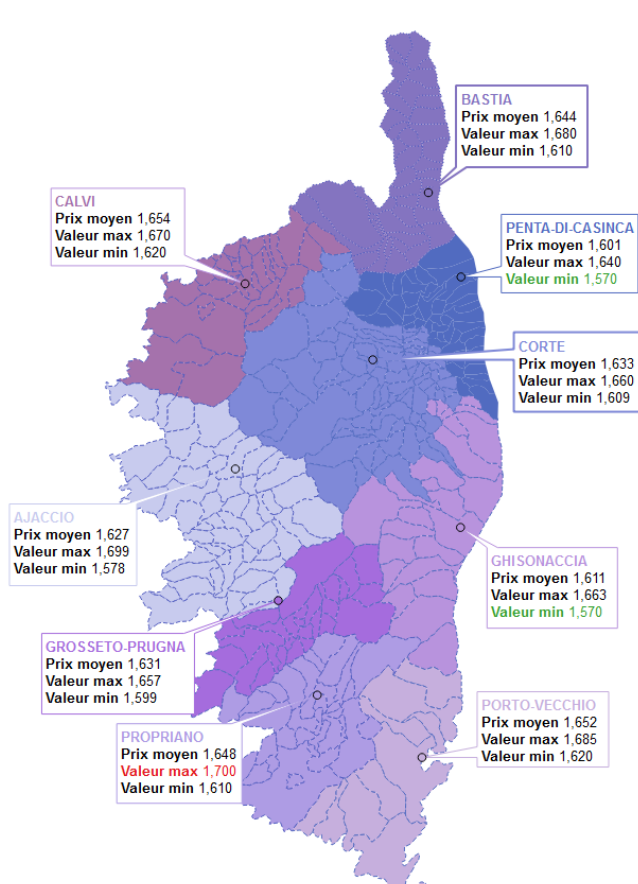 BASTIA
Prix moyen 1,644
Valeur max 1,680
Valeur min 1,610
CALVI
Prix moyen 1,654
Valeur max 1,670
Valeur min 1,620
PENTA-DI-CASINCA
Prix moyen 1,601
Valeur max 1,640
Valeur min 1,570
CORTE
Prix moyen 1,633
Valeur max 1,660
Valeur min 1,609
AJACCIO
Prix moyen 1,627
Valeur max 1,699
Valeur min 1,578
GHISONACCIA
Prix moyen 1,611
Valeur max 1,663
Valeur min 1,570
GROSSETO-PRUGNA
Prix moyen 1,631
Valeur max 1,657
Valeur min 1,599
PORTO-VECCHIO
Prix moyen 1,652
Valeur max 1,685
Valeur min 1,620
PROPRIANO
Prix moyen 1,648
Valeur max 1,700
Valeur min 1,610